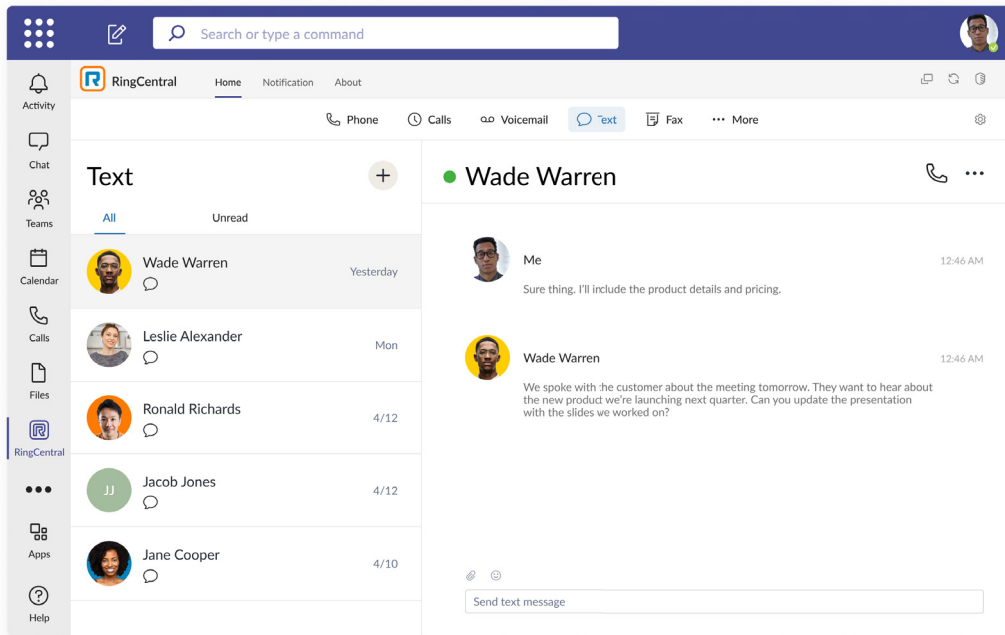 Search or type a command
Activity
Chat
Teams
Calendar
Calls
Files
RingCentral
Apps
Help
RingCentral
Home
Notification
About
Phone
Calls
Voicemail
Text
Fax
More
Text
All
Unread
Wade Warren
Yesterday
Leslie Alexander
Mon
Ronald Richards
4/12
JJ
Jacob Jones
4/12
Jane Cooper
4/10
Wade Warren
Me
12:46 AM
Sure thing. I'll include the product details and pricing.
Wade Warren
12:46 AM
We spoke with the customer about the meeting tomorrow. They want to hear about
the new product we're launching next quarter. Can you update the presentation
with the slides we worked on?
Send text message